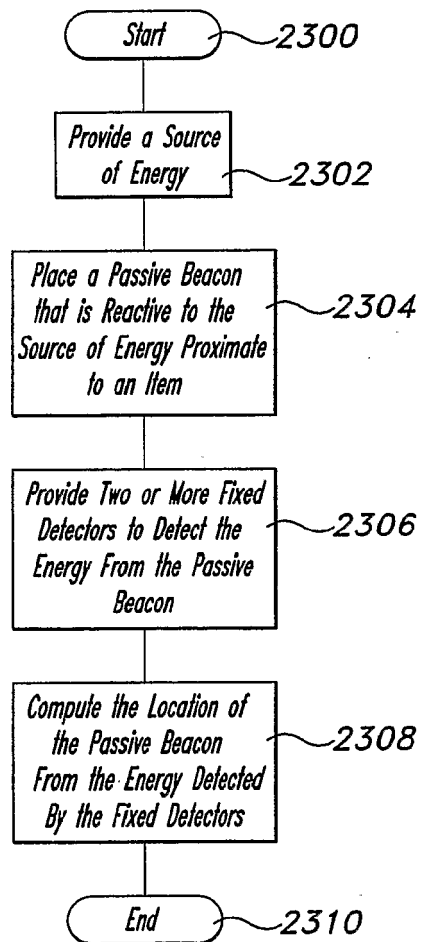 Start
2300
Provide a Source
of Energy
2302
Place a Passive Beacon
that is Reactive to the
Source of Energy Proximate
to an Item
2304
Provide Two or More Fixed
Detectors to Detect the
Energy From the Passive
Beacon
2306
Compute the Location of
the Passive Beacon
From the Energy Detected
By the Fixed Detectors
2308
End
2310